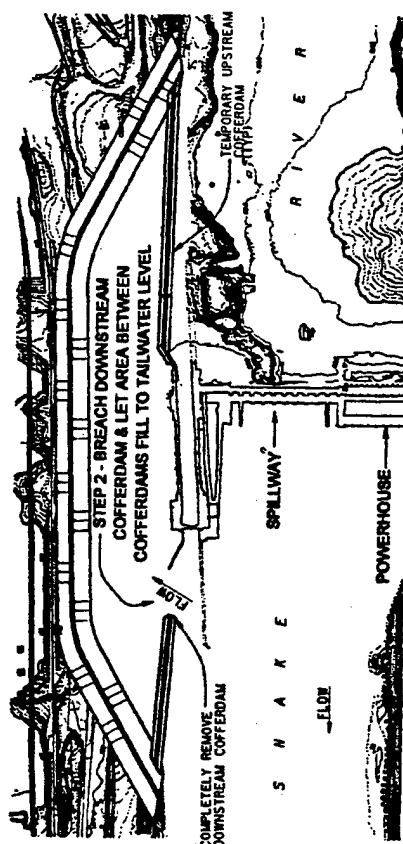 TEMPORARY UPSTREAM
COFFERDAM
(TYP)
STEP 2 - BREACH DOWNSTREAM
COFFERDAM & LET AREA BETWEEN
COFFERDAMS FILL TO TAILWATER LEVEL
RIVER
SPILLWAY
POWERHOUSE
FLOW
COMPLETELY REMOVE
DOWNSTREAM COFFERDAM
SNAKE
FLOW